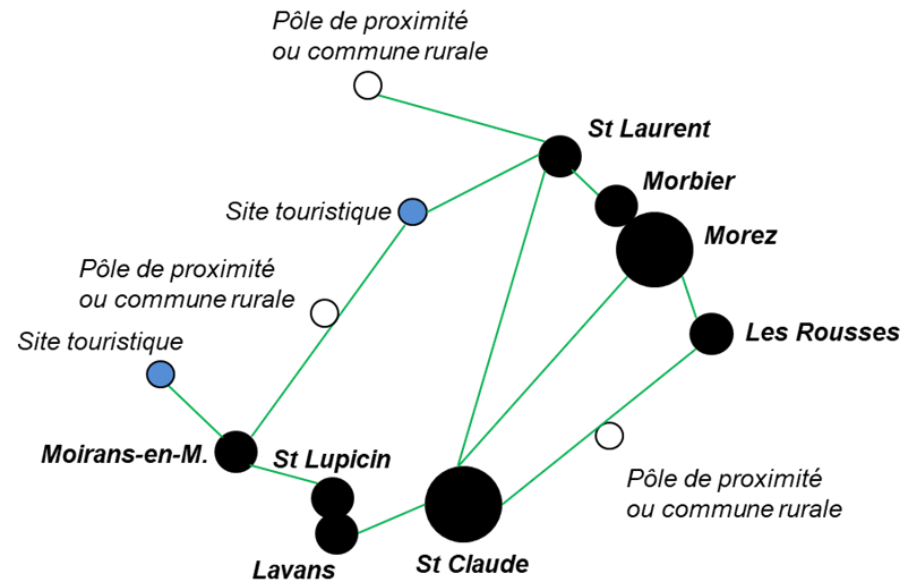 Pôle de proximité
ou commune rurale
St Laurent
Morbier
Site touristique
Morez
Pôle de proximité
ou commune rurale
Les Rousses
Site touristique
Moirans-en-M.
St Lupicin
Pôle de proximité
ou commune rurale
Lavans
St Claude